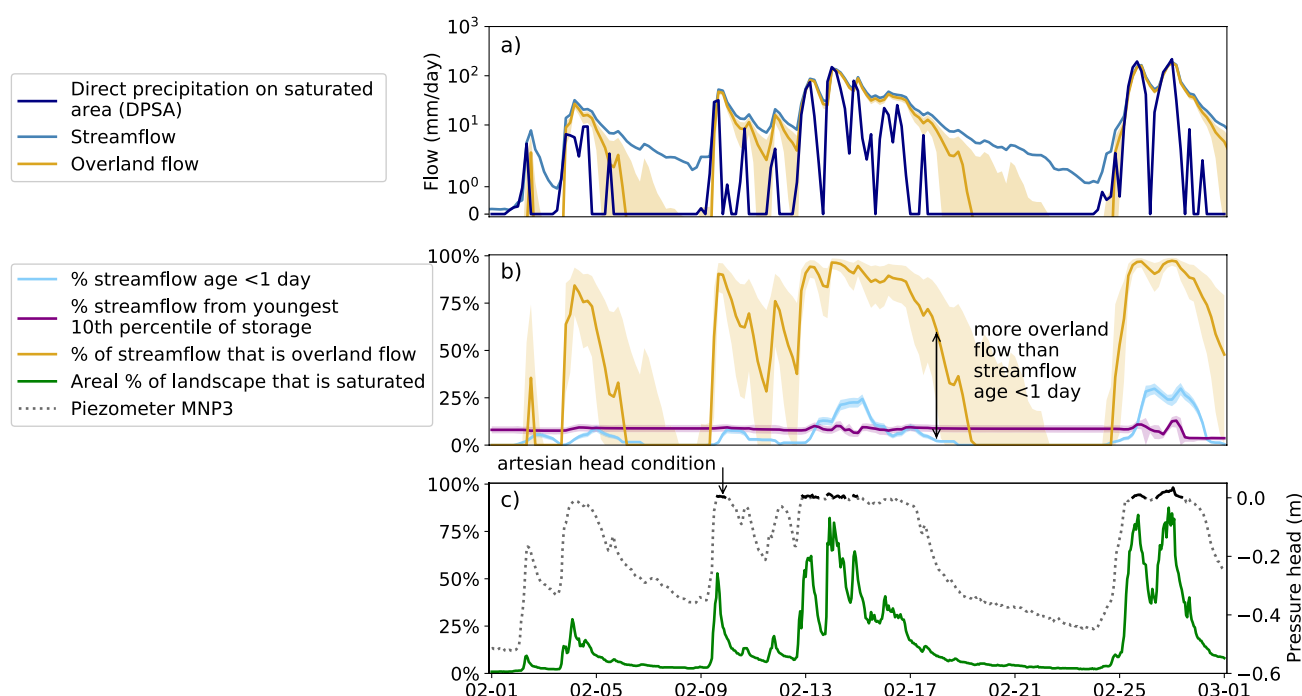 Direct precipitation on saturated
area (DPSA)
Streamflow
Overland flow
a)
Flow (mm/day)
10³
10²
10¹
10⁰
0
% streamflow age <1 day
% streamflow from youngest
10th percentile of storage
% of streamflow that is overland flow
Areal % of landscape that is saturated
Piezometer MNP3
b)
100%
75%
50%
25%
0%
more overland
flow than
streamflow
age <1 day
artesian head condition
c)
100%
75%
50%
25%
0%
0.0
−0.2
−0.4
−0.6
Pressure head (m)
02-01 02-05 02-09 02-13 02-17 02-21 02-25 03-01